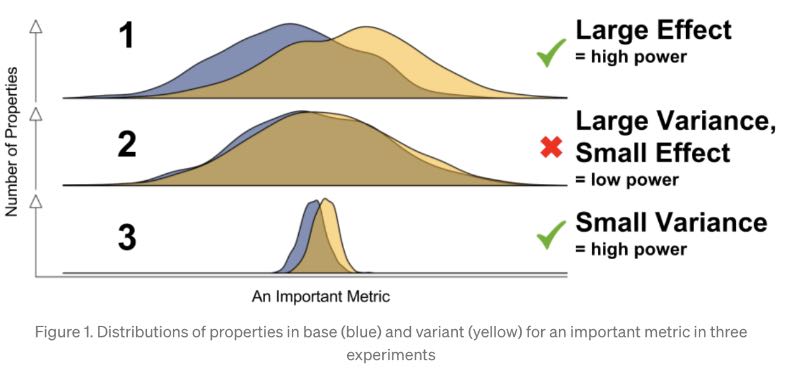 1
Large Effect
= high power
Number of Properties
2
Large Variance,
Small Effect
= low power
3
Small Variance
= high power
An Important Metric
Figure 1. Distributions of properties in base (blue) and variant (yellow) for an important metric in three
experiments